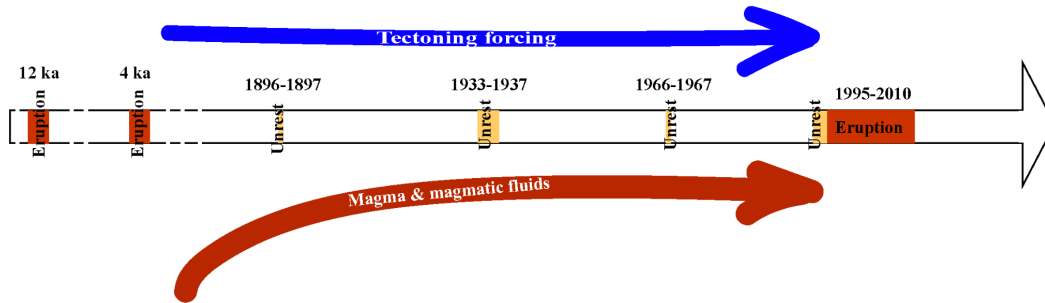 Tectoning forcing
12 ka
4 ka
1896-1897
1933-1937
1966-1967
1995-2010
Eruption
Eruption
Unrest
Unrest
Unrest
Unrest
Eruption
Magma & magmatic fluids